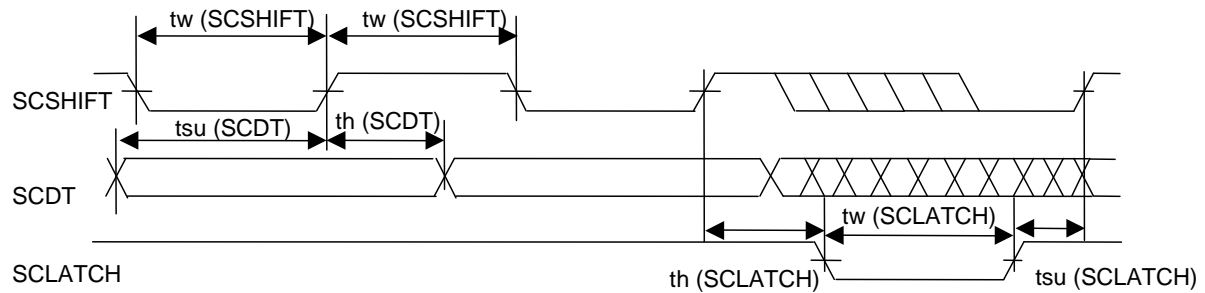 tw (SCSHIFT) tw (SCSHIFT)
SCSHIFT
tsu (SCDT) th (SCDT)
SCDT
tw (SCLATCH)
SCLATCH
th (SCLATCH) tsu (SCLATCH)